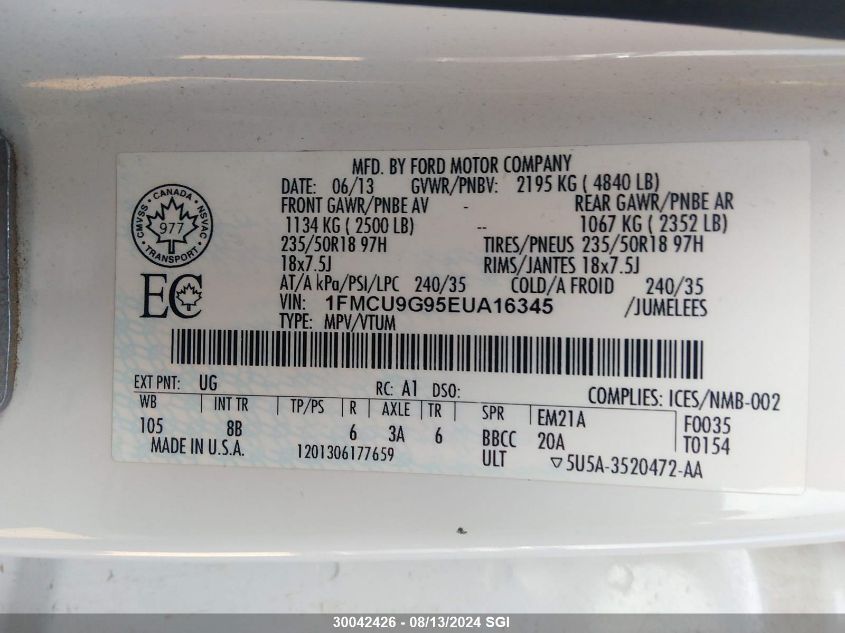 MFD. BY FORD MOTOR COMPANY
DATE: 06/13 GVWR/PNBV: 2195 KG ( 4840 LB)
FRONT GAWR/PNBE AV REAR GAWR/PNBE AR
1134 KG ( 2500 LB) -- 1067 KG ( 2352 LB)
235/50R18 97H TIRES/PNEUS 235/50R18 97H
18x7.5J RIMS/JANTES 18x7.5J
AT/A kPa/PSI/LPC 240/35 COLD/A FROID 240/35
VIN: 1FMCU9G95EUA16345 /JUMELEES
TYPE: MPV/VTUM
CANADA
CMVSS NSVAC
977
TRANSPORT
EC
EXT PNT: UG RC: A1 DSO: COMPLIES: ICES/NMB-002
WB INT TR TP/PS R AXLE TR SPR EM21A F0035
105 8B 6 3A 6 BBCC 20A T0154
MADE IN U.S.A. 1201306177659 ULT ▽5U5A-3520472-AA
30042426 - 08/13/2024 SGI